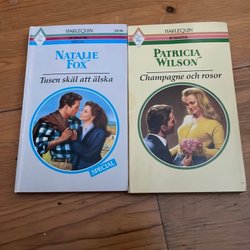 HARLEQUIN
NATALIE
FOX
Tusen skäl att älska
SPECIAL
HARLEQUIN
PATRICIA
WILSON
Champagne och rosor